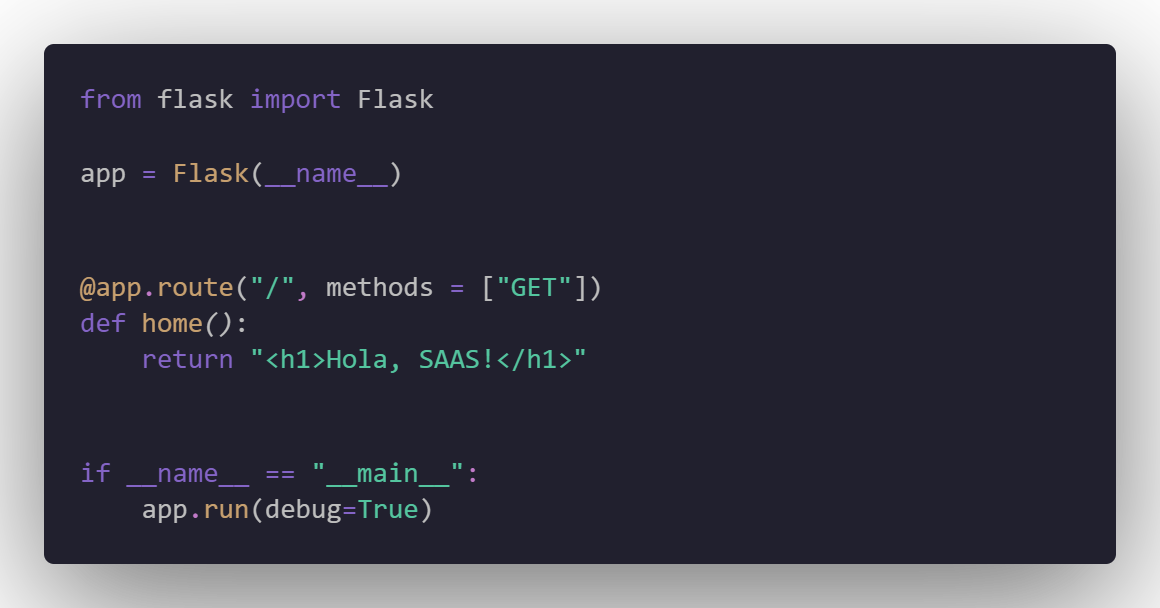 from flask import Flask
app = Flask(__name__)
@app.route("/", methods = ["GET"])
def home():
    return "<h1>Hola, SAAS!</h1>"
if __name__ == "__main__":
    app.run(debug=True)